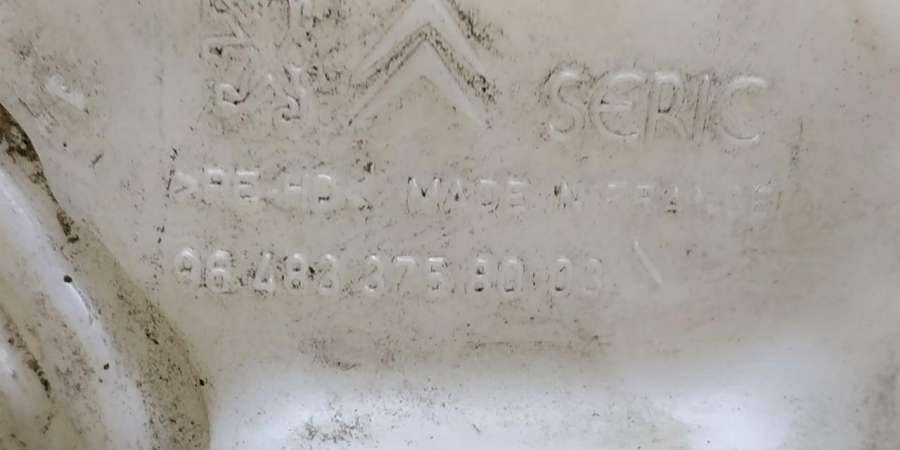 SERIC
>PE-HD< MADE IN FRANCE
96 483 375 80 03